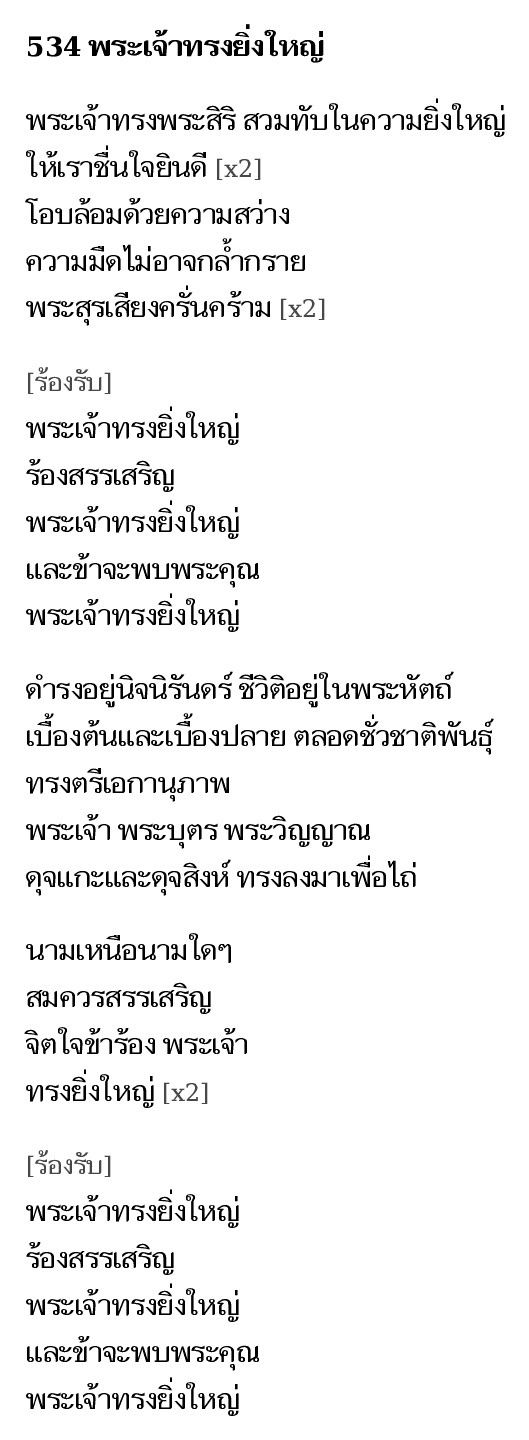 534 พระเจ้าทรงยิ่งใหญ่
พระเจ้าทรงพระสิริ สวมทับในความยิ่งใหญ่
ให้เราชื่นใจยินดี [x2]
โอบล้อมด้วยความสว่าง
ความมืดไม่อาจกล้ำกราย
พระสุรเสียงครั่นคร้าม [x2]
[ร้องรับ]
พระเจ้าทรงยิ่งใหญ่
ร้องสรรเสริญ
พระเจ้าทรงยิ่งใหญ่
และข้าจะพบพระคุณ
พระเจ้าทรงยิ่งใหญ่
ดำรงอยู่นิจนิรันดร์ ชีวิติอยู่ในพระหัตถ์
เบื้องต้นและเบื้องปลาย ตลอดชั่วชาติพันธุ์
ทรงตรีเอกานุภาพ
พระเจ้า พระบุตร พระวิญญาณ
ดุจแกะและดุจสิงห์ ทรงลงมาเพื่อไถ่
นามเหนือนามใดๆ
สมควรสรรเสริญ
จิตใจข้าร้อง พระเจ้า
ทรงยิ่งใหญ่ [x2]
[ร้องรับ]
พระเจ้าทรงยิ่งใหญ่
ร้องสรรเสริญ
พระเจ้าทรงยิ่งใหญ่
และข้าจะพบพระคุณ
พระเจ้าทรงยิ่งใหญ่